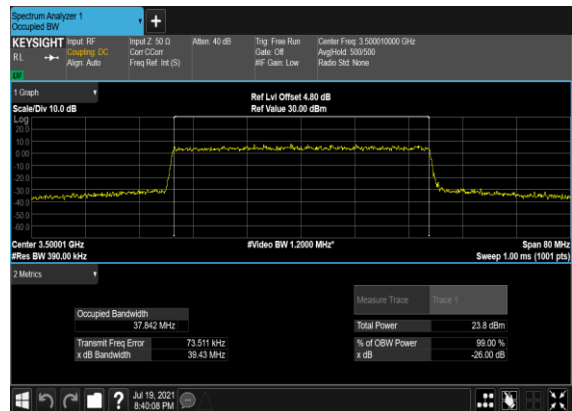 Spectrum Analyzer 1
Occupied BW
KEYSIGHT Input: RF Input Z: 50 Ω Atten: 40 dB Trig: Free Run Center Freq: 3.500010000 GHz
RL Coupling: DC Corr CCorr Gate: Off Avg|Hold: 500/500
Align: Auto Freq Ref: Int (S) #IF Gain: Low Radio Std: None
1 Graph
Ref Lvl Offset 4.80 dB
Scale/Div 10.0 dB Ref Value 30.00 dBm
Log
20.0
10.0
0.00
-10.0
-20.0
-30.0
-40.0
-50.0
-60.0
Center 3.50001 GHz #Video BW 1.2000 MHz* Span 80 MHz
#Res BW 390.00 kHz Sweep 1.00 ms (1001 pts)
2 Metrics
Measure Trace Trace 1
Occupied Bandwidth
37.842 MHz Total Power 23.8 dBm
Transmit Freq Error 73.511 kHz % of OBW Power 99.00 %
x dB Bandwidth 39.43 MHz x dB -26.00 dB
? Jul 19, 2021
8:40:08 PM